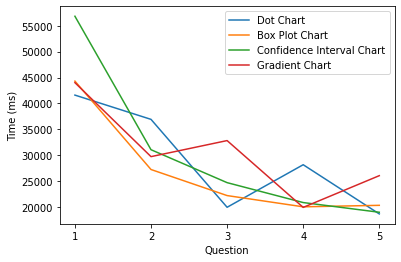 Dot Chart
Box Plot Chart
Confidence Interval Chart
Gradient Chart
Time (ms)
55000
50000
45000
40000
35000
30000
25000
20000
1 2 3 4 5
Question